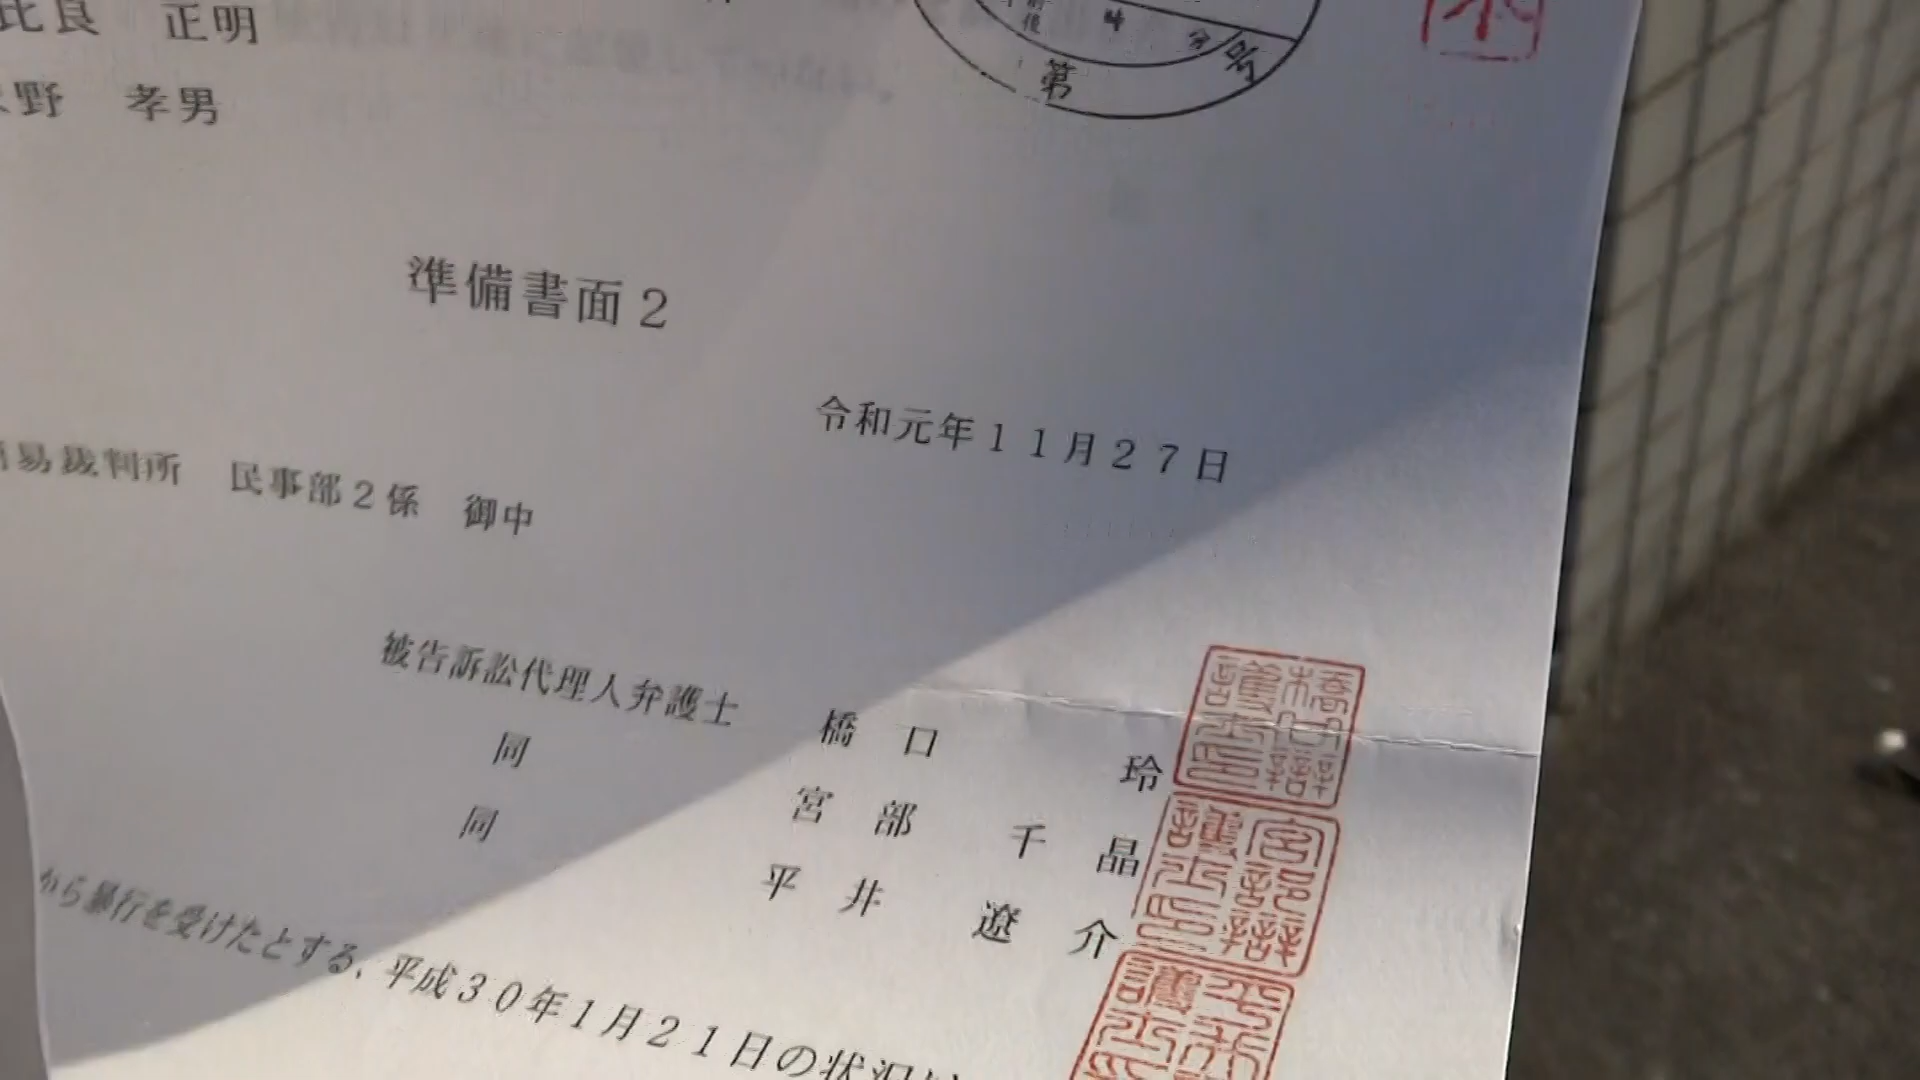 比良　正明
野　孝男
時
分
第
号
準備書面２
令和元年１１月２７日
易裁判所　民事部２係　御中
被告訴訟代理人弁護士　橋　口　　　玲
同　宮　部　千　晶
同　平　井　遼　介
から暴行を受けたとする、平成３０年１月２１日の状況